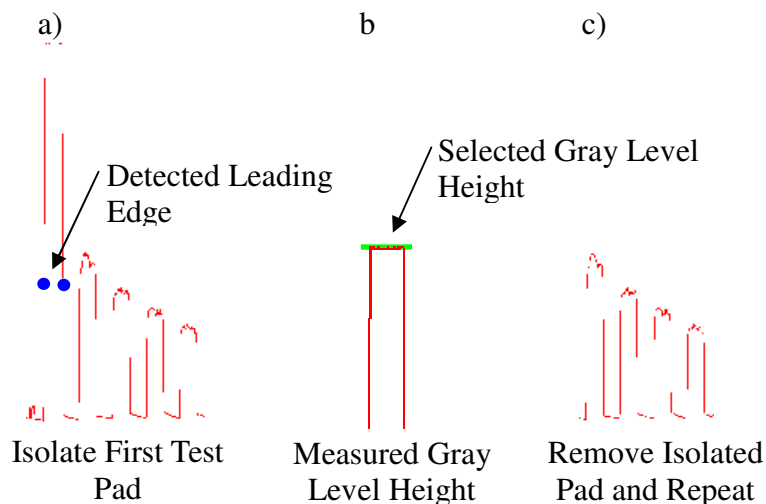 a)
b
c)
Detected Leading
Edge
Selected Gray Level
Height
Isolate First Test
Pad
Measured Gray
Level Height
Remove Isolated
Pad and Repeat